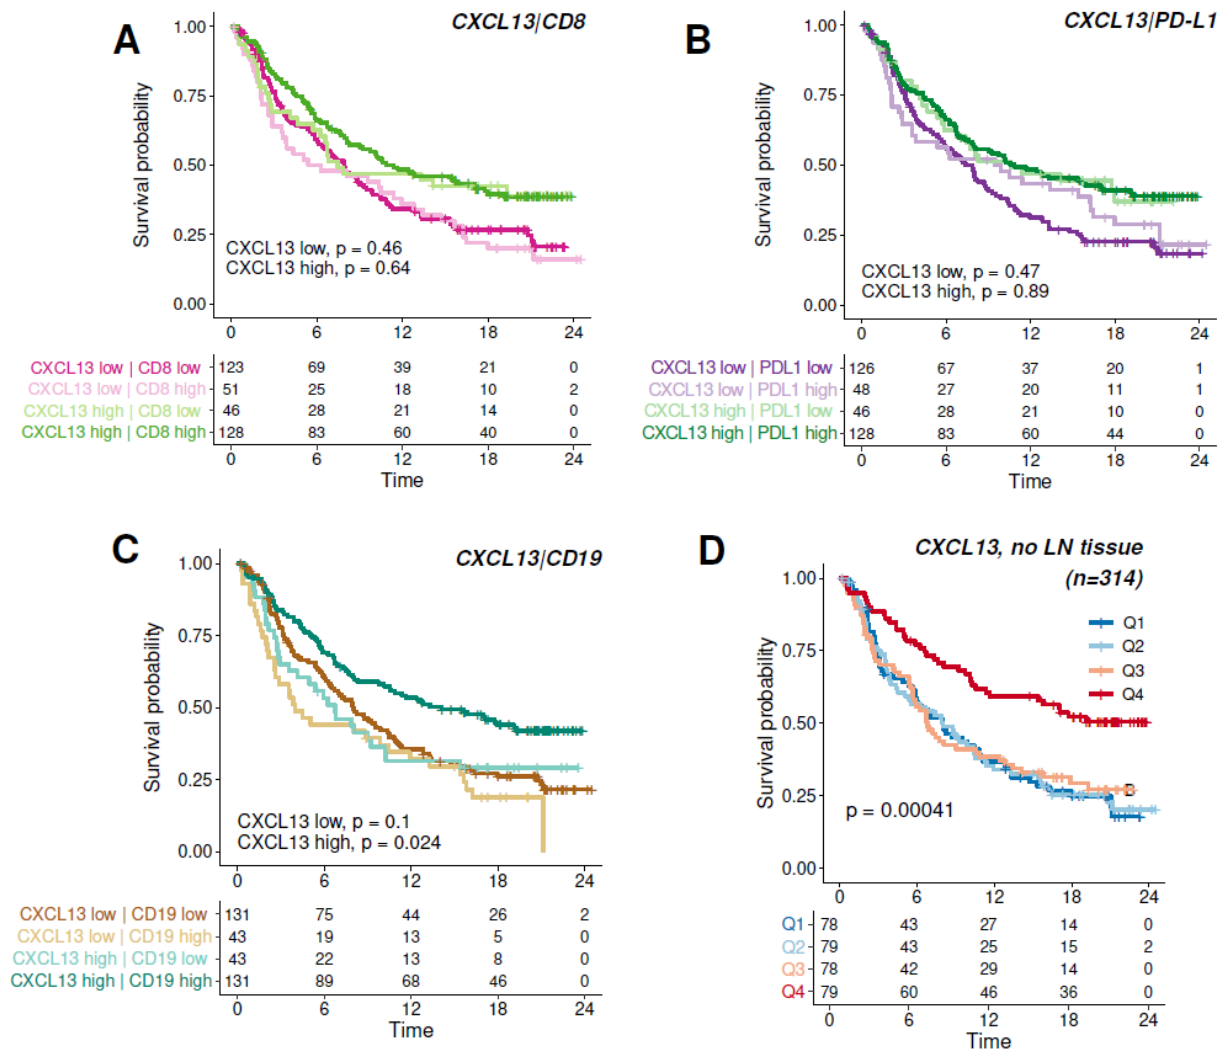 A
CXCL13|CD8
1.00
0.75
0.50
0.25
0.00
Survival probability
CXCL13 low, p = 0.46
CXCL13 high, p = 0.64
0 6 12 18 24
CXCL13 low | CD8 low 123 69 39 21 0
CXCL13 low | CD8 high 51 25 18 10 2
CXCL13 high | CD8 low 46 28 21 14 0
CXCL13 high | CD8 high 128 83 60 40 0
0 6 12 18 24
Time
B
CXCL13|PD-L1
1.00
0.75
0.50
0.25
0.00
Survival probability
CXCL13 low, p = 0.47
CXCL13 high, p = 0.89
0 6 12 18 24
CXCL13 low | PDL1 low 126 67 37 20 1
CXCL13 low | PDL1 high 48 27 20 11 1
CXCL13 high | PDL1 low 46 28 21 10 0
CXCL13 high | PDL1 high 128 83 60 44 0
0 6 12 18 24
Time
C
CXCL13|CD19
1.00
0.75
0.50
0.25
0.00
Survival probability
CXCL13 low, p = 0.1
CXCL13 high, p = 0.024
0 6 12 18 24
CXCL13 low | CD19 low 131 75 44 26 2
CXCL13 low | CD19 high 43 19 13 5 0
CXCL13 high | CD19 low 43 22 13 8 0
CXCL13 high | CD19 high 131 89 68 46 0
0 6 12 18 24
Time
D
CXCL13, no LN tissue
(n=314)
1.00
0.75
0.50
0.25
0.00
Survival probability
Q1
Q2
Q3
Q4
D
p = 0.00041
0 6 12 18 24
Q1 78 43 27 14 0
Q2 79 43 25 15 2
Q3 78 42 29 14 0
Q4 79 60 46 36 0
0 6 12 18 24
Time